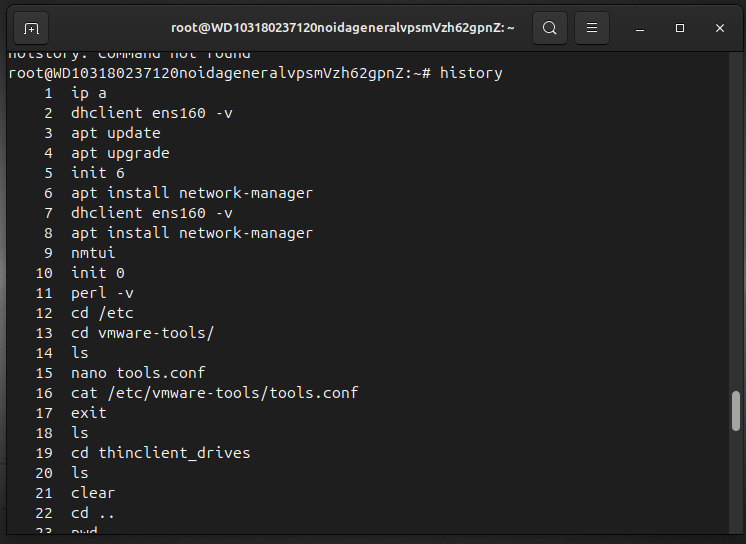 root@WD103180237120noidageneralvpsmVzh62gpnZ: ~
notstory: command not found
root@WD103180237120noidageneralvpsmVzh62gpnZ:~# history
1 ip a
2 dhclient ens160 -v
3 apt update
4 apt upgrade
5 init 6
6 apt install network-manager
7 dhclient ens160 -v
8 apt install network-manager
9 nmtui
10 init 0
11 perl -v
12 cd /etc
13 cd vmware-tools/
14 ls
15 nano tools.conf
16 cat /etc/vmware-tools/tools.conf
17 exit
18 ls
19 cd thinclient_drives
20 ls
21 clear
22 cd ..
23 pwd